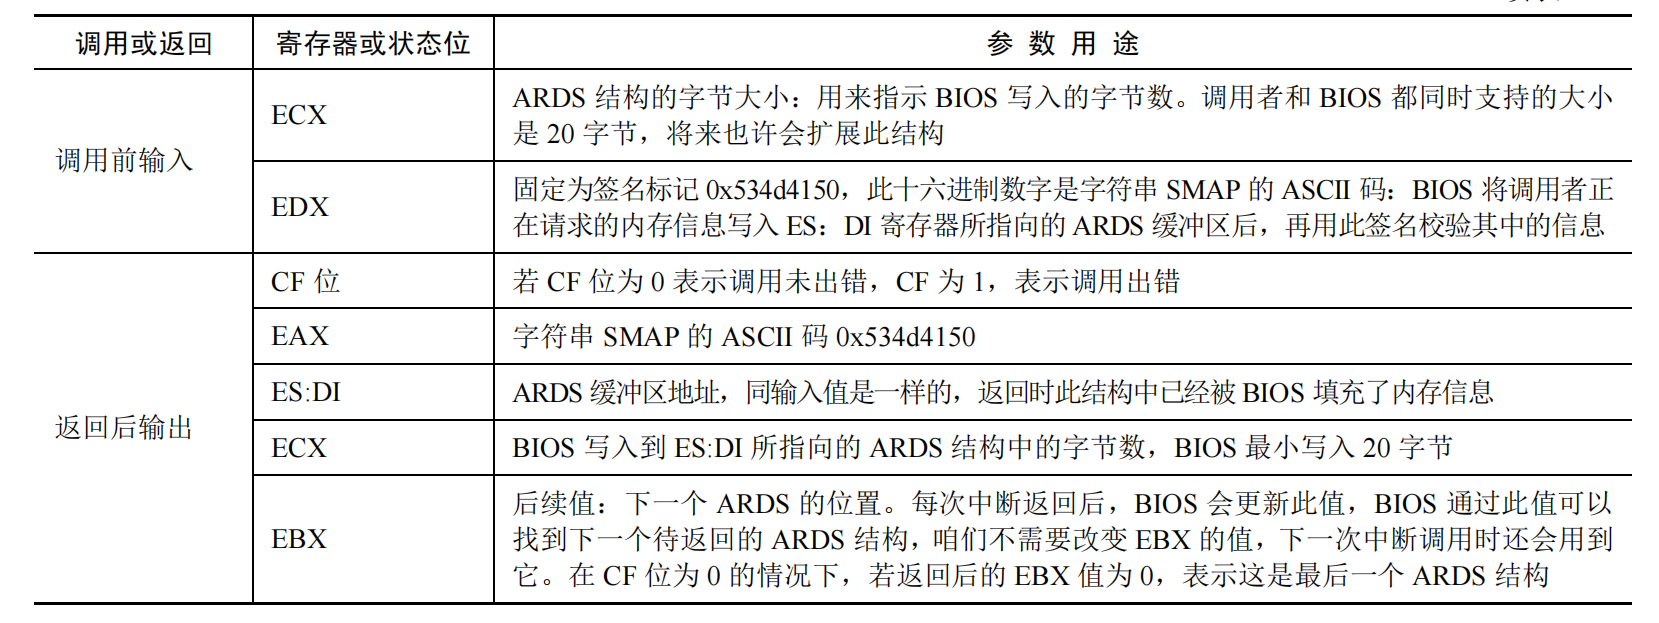 调用或返回 寄存器或状态位 参 数 用 途
调用前输入
ECX
ARDS 结构的字节大小：用来指示 BIOS 写入的字节数。调用者和 BIOS 都同时支持的大小
是 20 字节，将来也许会扩展此结构
EDX
固定为签名标记 0x534d4150，此十六进制数字是字符串 SMAP 的 ASCII 码：BIOS 将调用者正
在请求的内存信息写入 ES：DI 寄存器所指向的 ARDS 缓冲区后，再用此签名校验其中的信息
返回后输出
CF 位
若 CF 位为 0 表示调用未出错，CF 为 1，表示调用出错
EAX
字符串 SMAP 的 ASCII 码 0x534d4150
ES:DI
ARDS 缓冲区地址，同输入值是一样的，返回时此结构中已经被 BIOS 填充了内存信息
ECX
BIOS 写入到 ES:DI 所指向的 ARDS 结构中的字节数，BIOS 最小写入 20 字节
EBX
后续值：下一个 ARDS 的位置。每次中断返回后，BIOS 会更新此值，BIOS 通过此值可以
找到下一个待返回的 ARDS 结构，咱们不需要改变 EBX 的值，下一次中断调用时还会用到
它。在 CF 位为 0 的情况下，若返回后的 EBX 值为 0，表示这是最后一个 ARDS 结构